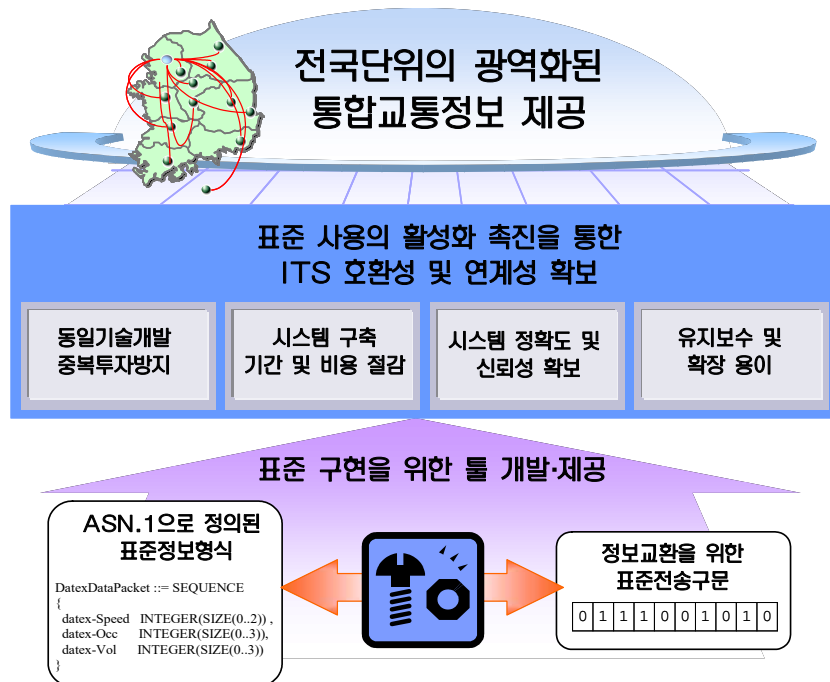 전국단위의 광역화된
통합교통정보 제공
표준 사용의 활성화 촉진을 통한
ITS 호환성 및 연계성 확보
동일기술개발
중복투자방지
시스템 구축
기간 및 비용 절감
시스템 정확도 및
신뢰성 확보
유지보수 및
확장 용이
표준 구현을 위한 툴 개발·제공
ASN.1으로 정의된
표준정보형식
DatexDataPacket ::= SEQUENCE
{
datex-Speed INTEGER(SIZE(0..2)) ,
datex-Occ INTEGER(SIZE(0..3)),
datex-Vol INTEGER(SIZE(0..3))
}
정보교환을 위한
표준전송구문
0 1 1 1 0 0 1 0 1 0